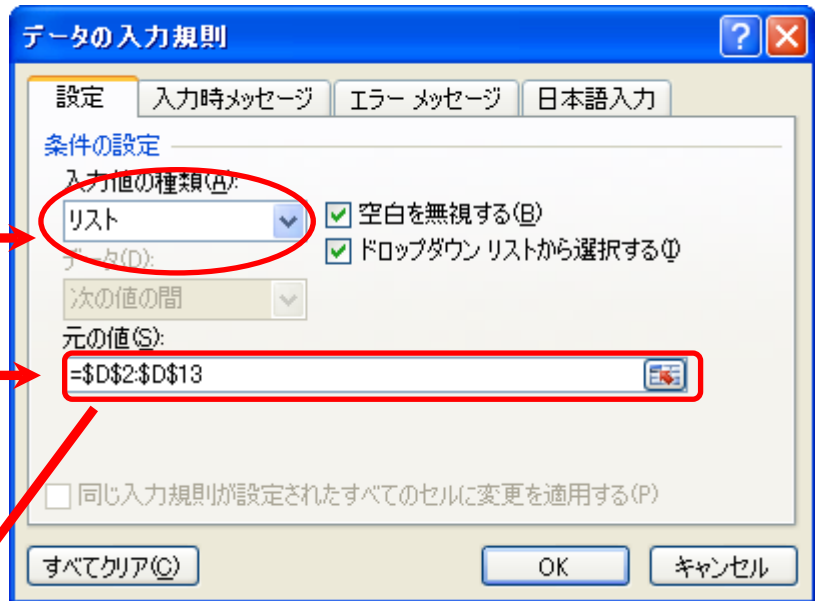 データの入力規則
設定 入力時メッセージ エラー メッセージ 日本語入力
条件の設定
入力値の種類(A):
リスト
空白を無視する(B)
データ(D):
ドロップダウン リストから選択する(I)
次の値の間
元の値(S):
=$D$2:$D$13
同じ入力規則が設定されたすべてのセルに変更を適用する(P)
すべてクリア(C) OK キャンセル